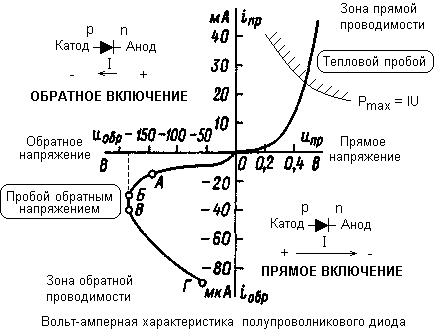 мА iпр
Зона прямой
проводимости
40
30
20
10
Тепловой пробой
Pmax = IU
p n
Катод Анод
I
- +
ОБРАТНОЕ ВКЛЮЧЕНИЕ
Обратное
напряжение
uобр -150 -100 -50
В
0 0,2 0,4 В
uпр
Прямое
напряжение
А
Б
В
Г
Пробой обратным
напряжением
-20
-40
-60
-80
мкА iобр
p n
Катод Анод
I
+ -
ПРЯМОЕ ВКЛЮЧЕНИЕ
Зона обратной
проводимости
Вольт-амперная характеристика полупроволникового диода